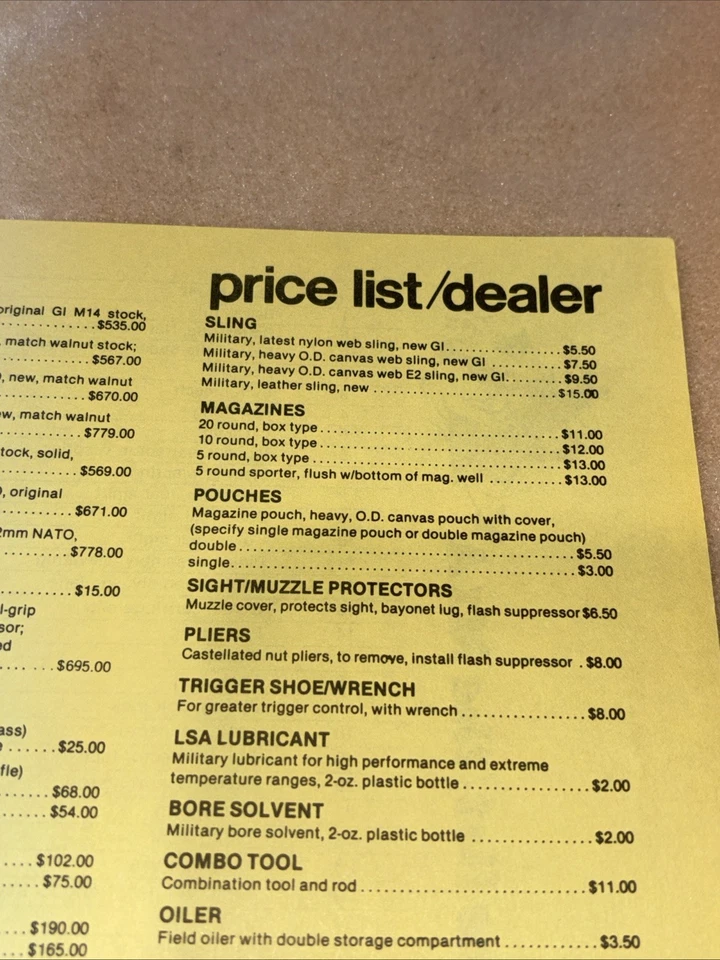 price list/dealer
original GI M14 stock,
.............$535.00
match walnut stock;
.............$567.00
, new, match walnut
.............$670.00
match walnut
.............$779.00
stock, solid,
.............$569.00
, original
.............$671.00
NATO,
..........$778.00
..........$15.00
-grip
.......$695.00
......$25.00
.......$68.00
.......$54.00
....$102.00
.....$75.00
....$190.00
....$165.00
SLING
Military, latest nylon web sling, new GI..................$5.50
Military, heavy O.D. canvas web sling, new GI ...........$7.50
Military, heavy O.D. canvas web E2 sling, new GI.........$9.50
Military, leather sling, new .............................$15.00
MAGAZINES
20 round, box type.....................................$11.00
10 round, box type.....................................$12.00
5 round, box type ......................................$13.00
5 round sporter, flush w/bottom of mag. well ...........$13.00
POUCHES
Magazine pouch, heavy, O.D. canvas pouch with cover,
(specify single magazine pouch or double magazine pouch)
double...................................................$5.50
single....................................................$3.00
SIGHT/MUZZLE PROTECTORS
Muzzle cover, protects sight, bayonet lug, flash suppressor$6.50
PLIERS
Castellated nut pliers, to remove, install flash suppressor .$8.00
TRIGGER SHOE/WRENCH
For greater trigger control, with wrench ..................$8.00
LSA LUBRICANT
Military lubricant for high performance and extreme
temperature ranges, 2-oz. plastic bottle ..................$2.00
BORE SOLVENT
Military bore solvent, 2-oz. plastic bottle .................$2.00
COMBO TOOL
Combination tool and rod................................$11.00
OILER
Field oiler with double storage compartment .............$3.50